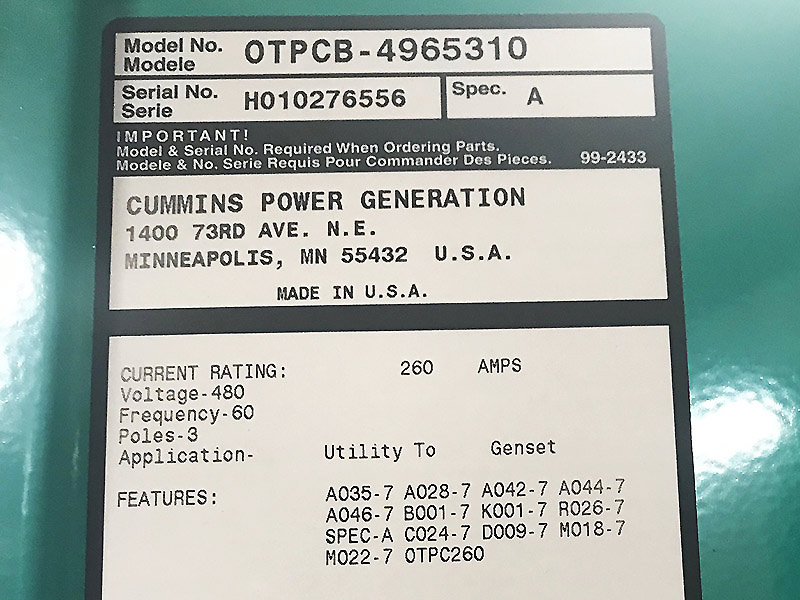 Model No. OTPCB-4965310
Modele
Serial No. H010276556 Spec. A
Serie
IMPORTANT!
Model & Serial No. Required When Ordering Parts.
Modele & No. Serie Requis Pour Commander Des Pieces. 99-2433
CUMMINS POWER GENERATION
1400 73RD AVE. N.E.
MINNEAPOLIS, MN 55432 U.S.A.
MADE IN U.S.A.
CURRENT RATING: 260 AMPS
Voltage-480
Frequency-60
Poles-3
Application- Utility To Genset
FEATURES: A035-7 A028-7 A042-7 A044-7
A046-7 B001-7 K001-7 R026-7
SPEC-A C024-7 D009-7 M018-7
M022-7 OTPC260